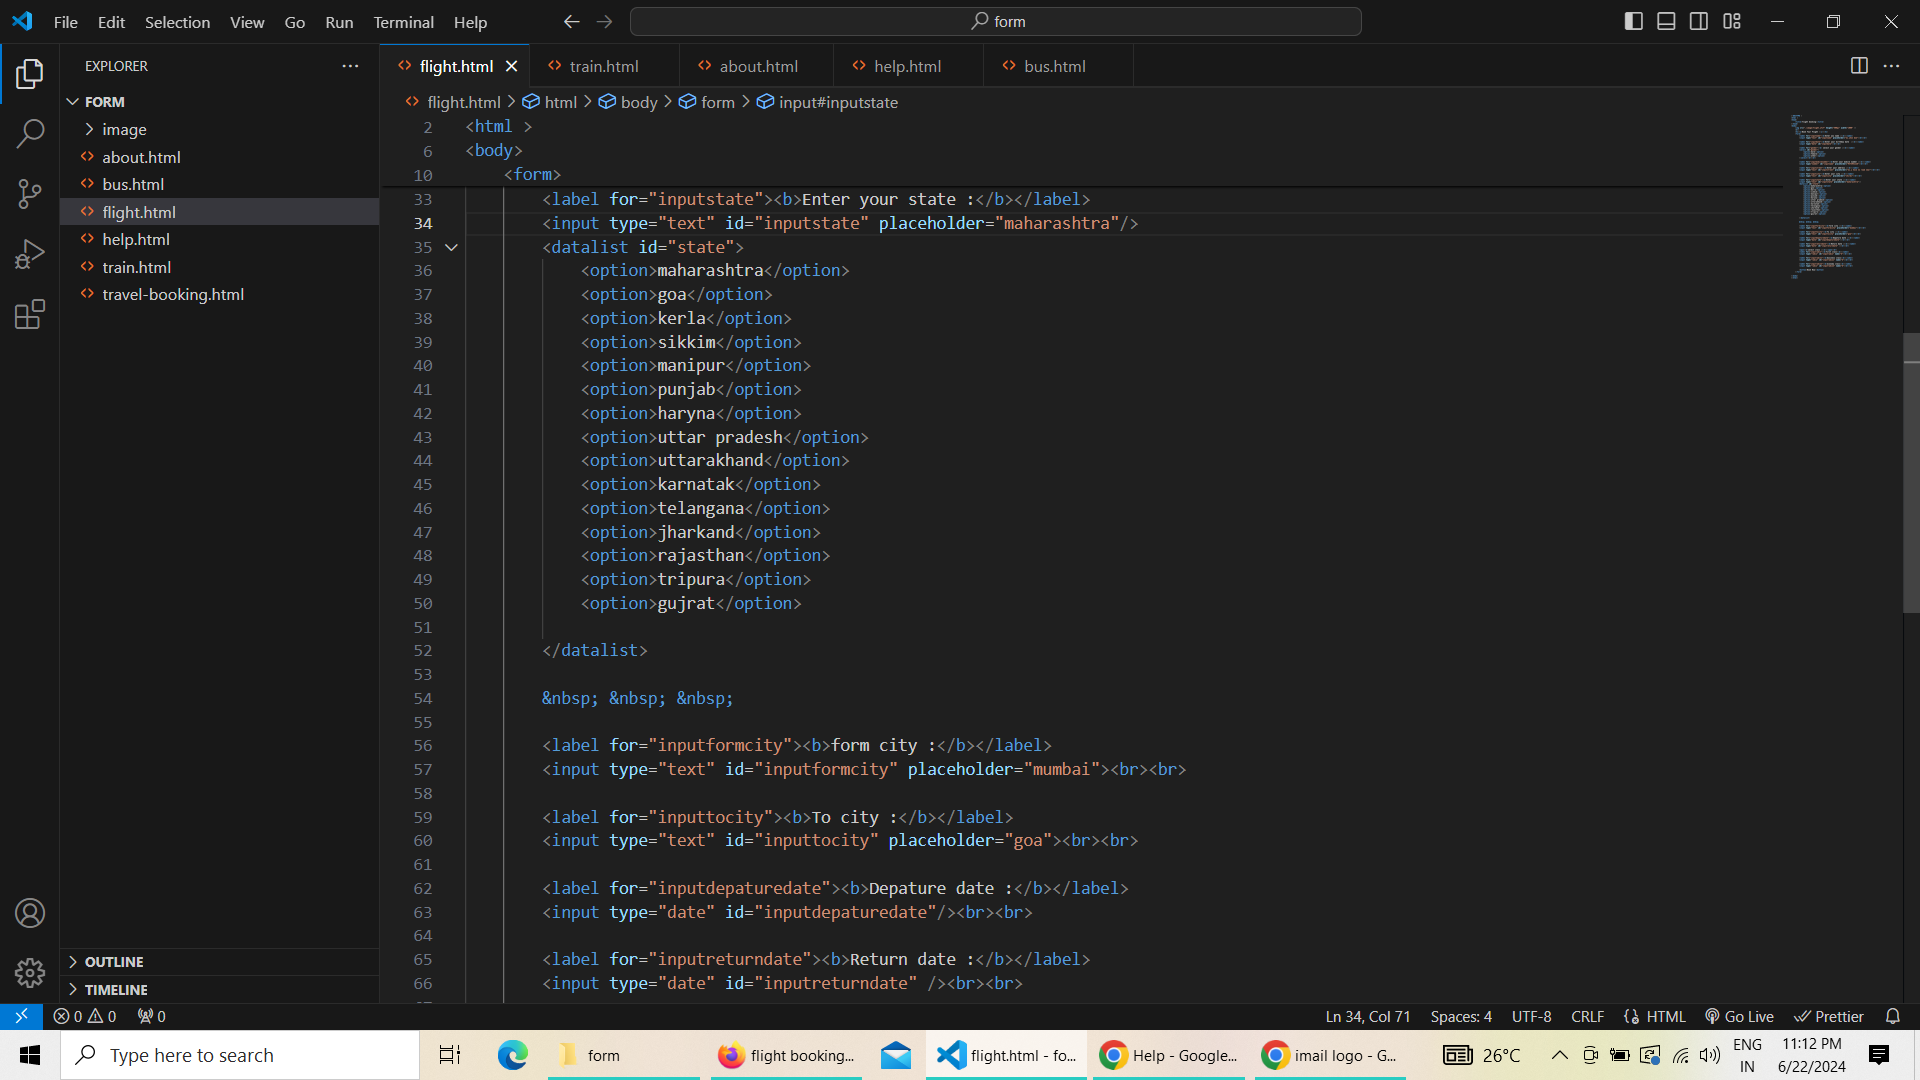 File Edit Selection View Go Run Terminal Help
form
EXPLORER
FORM
image
about.html
bus.html
flight.html
help.html
train.html
travel-booking.html
OUTLINE
TIMELINE
flight.html
train.html
about.html
help.html
bus.html
flight.html > html > body > form > input#inputstate
2 <html >
6 <body>
10 <form>
33 <label for="inputstate"><b>Enter your state :</b></label>
34 <input type="text" id="inputstate" placeholder="maharashtra"/>
35 <datalist id="state">
36 <option>maharashtra</option>
37 <option>goa</option>
38 <option>kerla</option>
39 <option>sikkim</option>
40 <option>manipur</option>
41 <option>punjab</option>
42 <option>haryna</option>
43 <option>uttar pradesh</option>
44 <option>uttarakhand</option>
45 <option>karnatak</option>
46 <option>telangana</option>
47 <option>jharkand</option>
48 <option>rajasthan</option>
49 <option>tripura</option>
50 <option>gujrat</option>
51
52 </datalist>
53
54 &nbsp; &nbsp; &nbsp;
55
56 <label for="inputformcity"><b>form city :</b></label>
57 <input type="text" id="inputformcity" placeholder="mumbai"><br><br>
58
59 <label for="inputtocity"><b>To city :</b></label>
60 <input type="text" id="inputtocity" placeholder="goa"><br><br>
61
62 <label for="inputdepaturedate"><b>Depature date :</b></label>
63 <input type="date" id="inputdepaturedate"/><br><br>
64
65 <label for="inputreturndate"><b>Return date :</b></label>
66 <input type="date" id="inputreturndate" /><br><br>
0 0 0
Ln 34, Col 71 Spaces: 4 UTF-8 CRLF HTML Go Live Prettier
Type here to search
form
flight booking...
flight.html - fo...
Help - Google...
imail logo - G...
26°C
ENG
IN
11:12 PM
6/22/2024